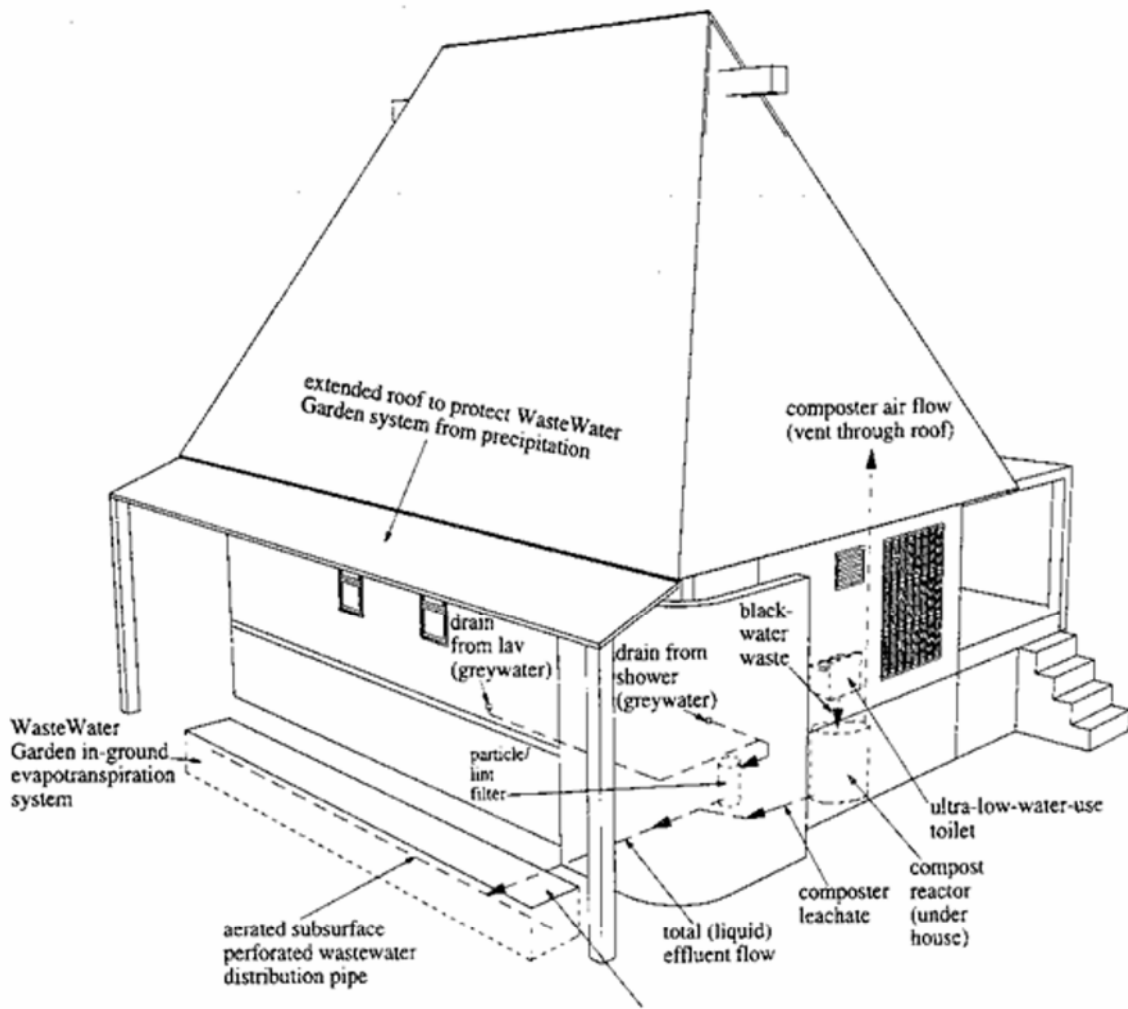 extended roof to protect WasteWater
Garden system from precipitation
composter air flow
(vent through roof)
drain
from lav
(greywater)
drain from
shower
(greywater)
black-
water
waste
WasteWater
Garden in-ground
evapotranspiration
system
particle/
lint
filter
ultra-low-water-use
toilet
compost
reactor
(under
house)
composter
leachate
total (liquid)
effluent flow
aerated subsurface
perforated wastewater
distribution pipe